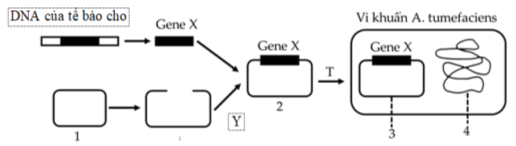 DNA của tế bào cho
Gene X
Gene X
Vi khuẩn A. tumefaciens
Gene X
T
Y
1
2
3
4